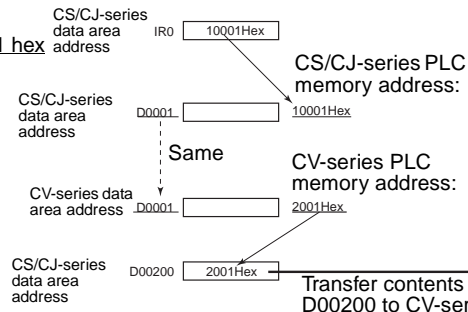 CS/CJ-series
data area
address
IR0
10001Hex
1 hex
CS/CJ-series PLC
memory address:
CS/CJ-series
data area
address
D0001
10001Hex
Same
CV-series PLC
memory address:
CV-series data
area address
D0001
2001Hex
CS/CJ-series
data area
address
D00200
2001Hex
Transfer contents
D00200 to CV-ser